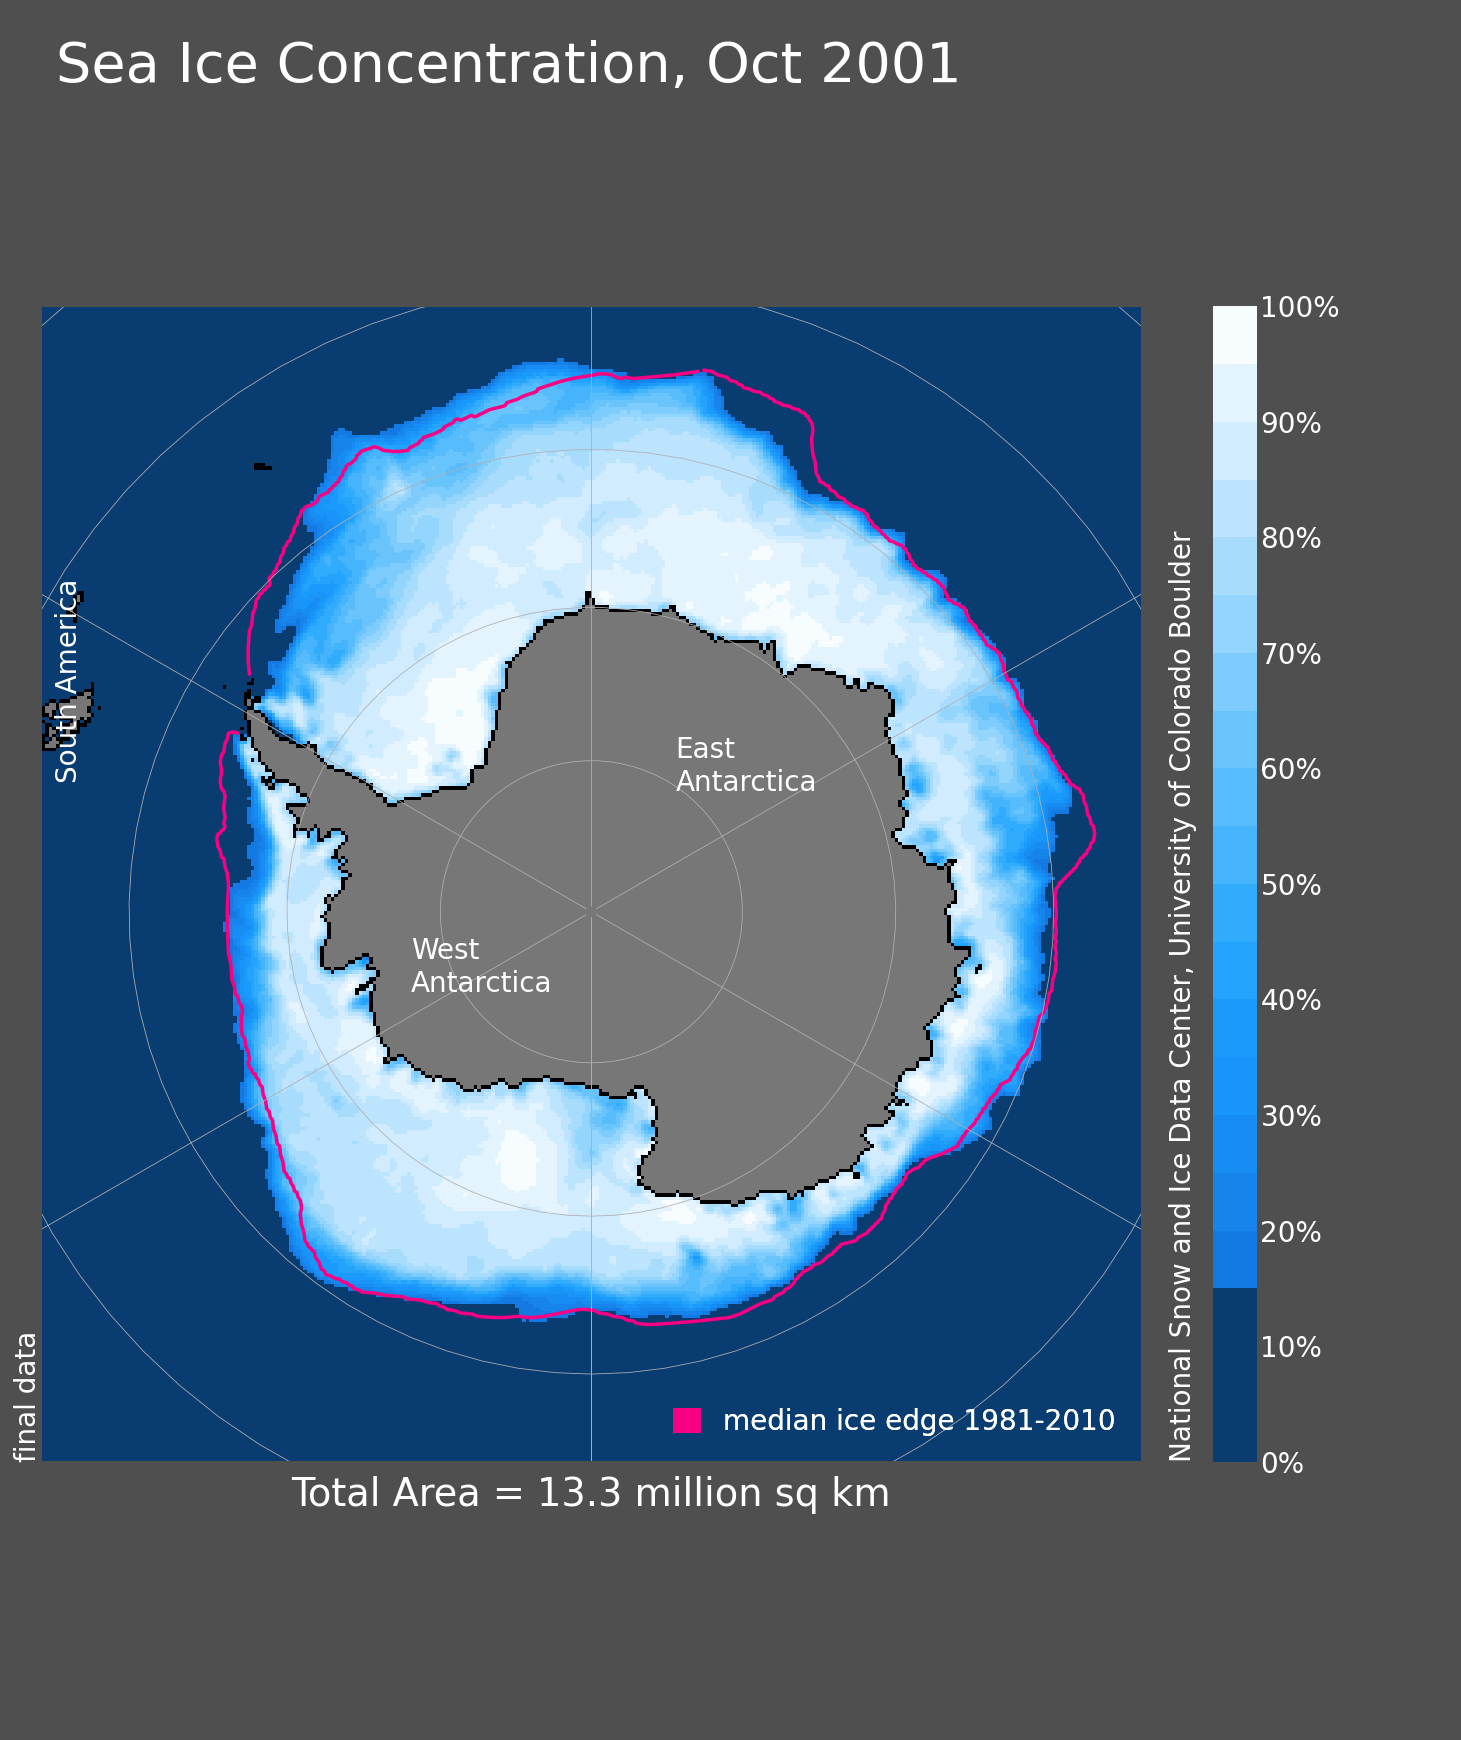 Sea Ice Concentration, Oct 2001
South America
East
Antarctica
West
Antarctica
median ice edge 1981-2010
final data
Total Area = 13.3 million sq km
National Snow and Ice Data Center, University of Colorado Boulder
100%
90%
80%
70%
60%
50%
40%
30%
20%
10%
0%